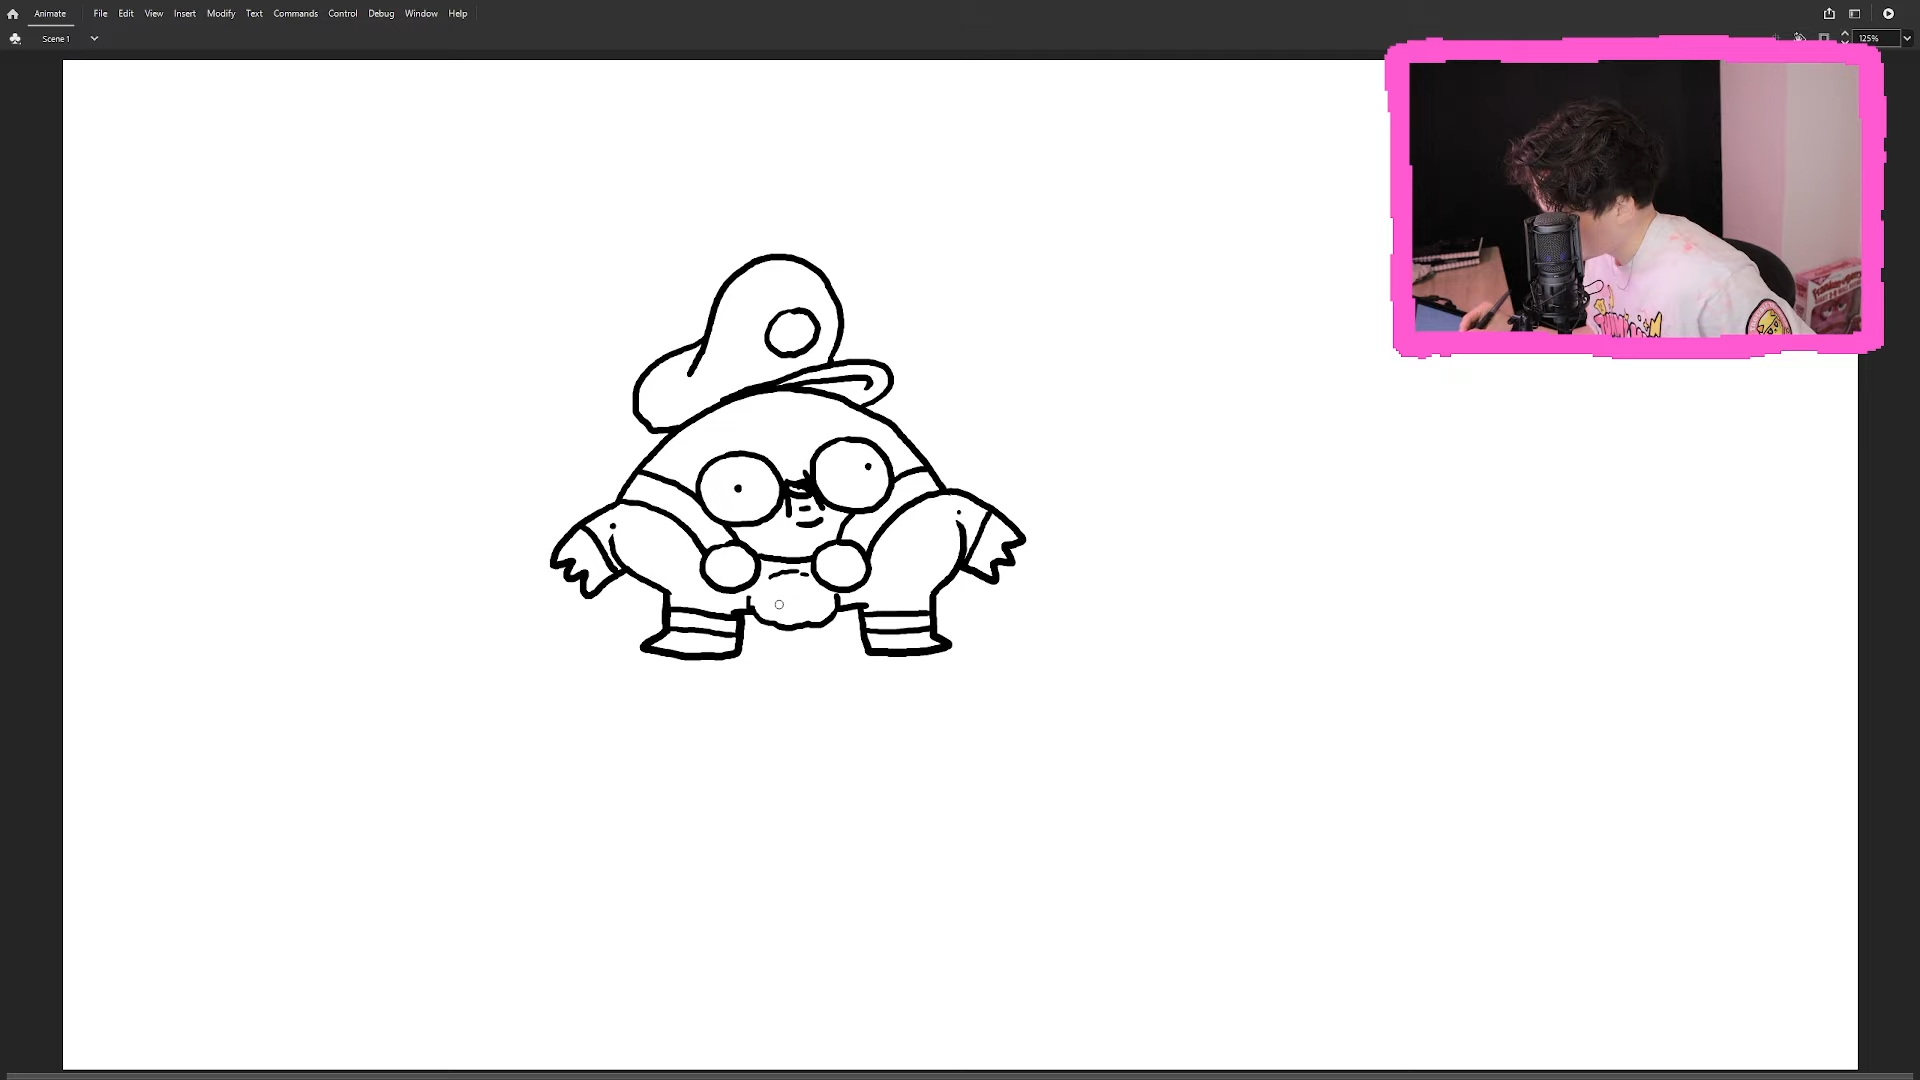 Animate File Edit View Insert Modify Text Commands Control Debug Window Help
Scene 1 125%